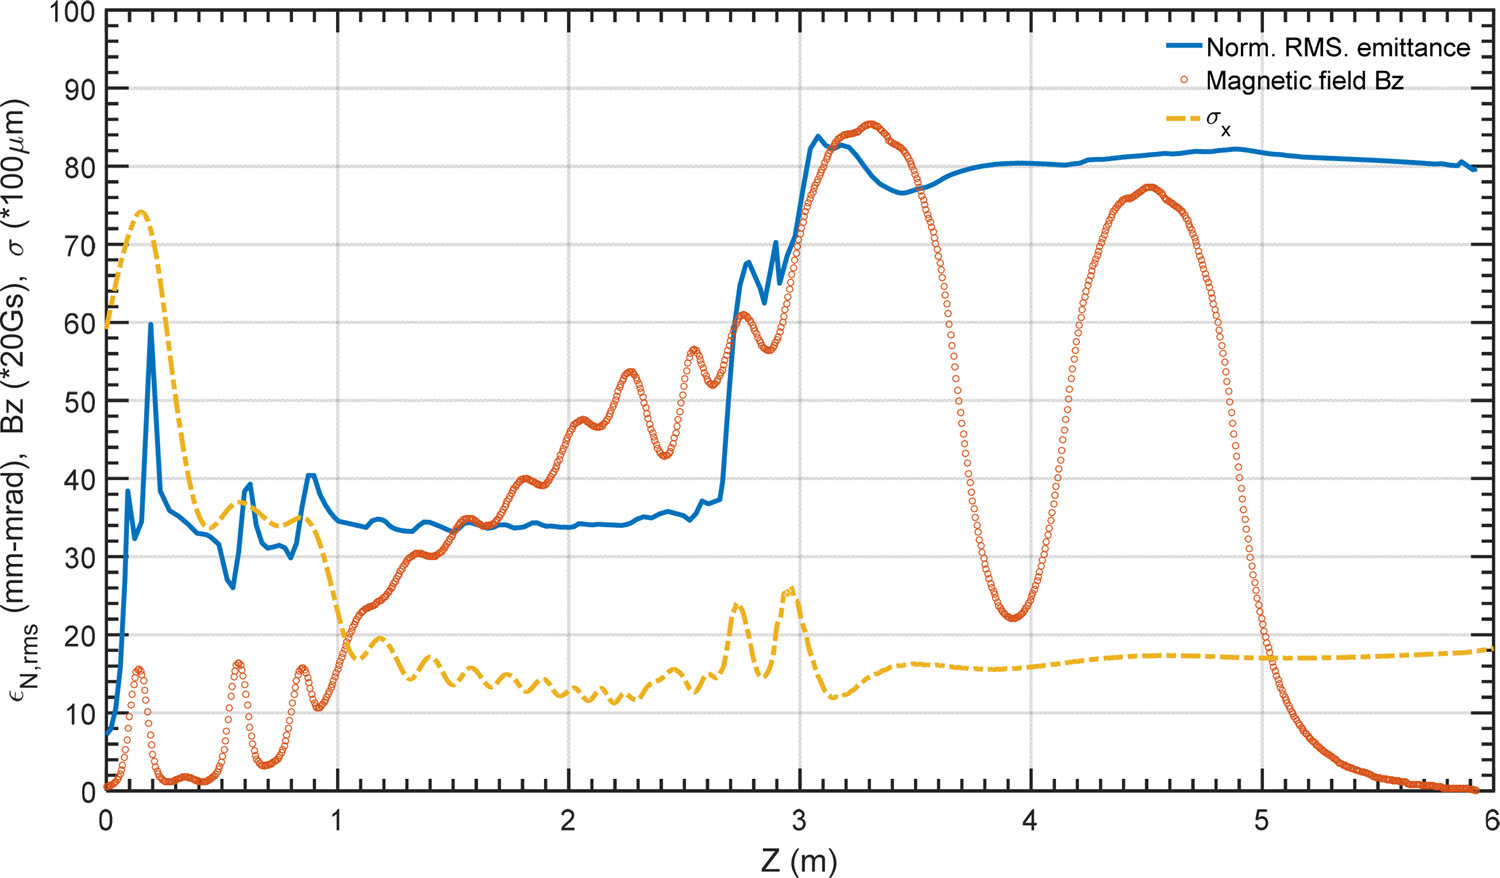 100
90
80
70
60
50
40
30
20
10
0
ϵN,rms (mm-mrad), Bz (*20Gs), σ (*100μm)
Norm. RMS. emittance
Magnetic field Bz
σx
0 1 2 3 4 5 6
Z (m)